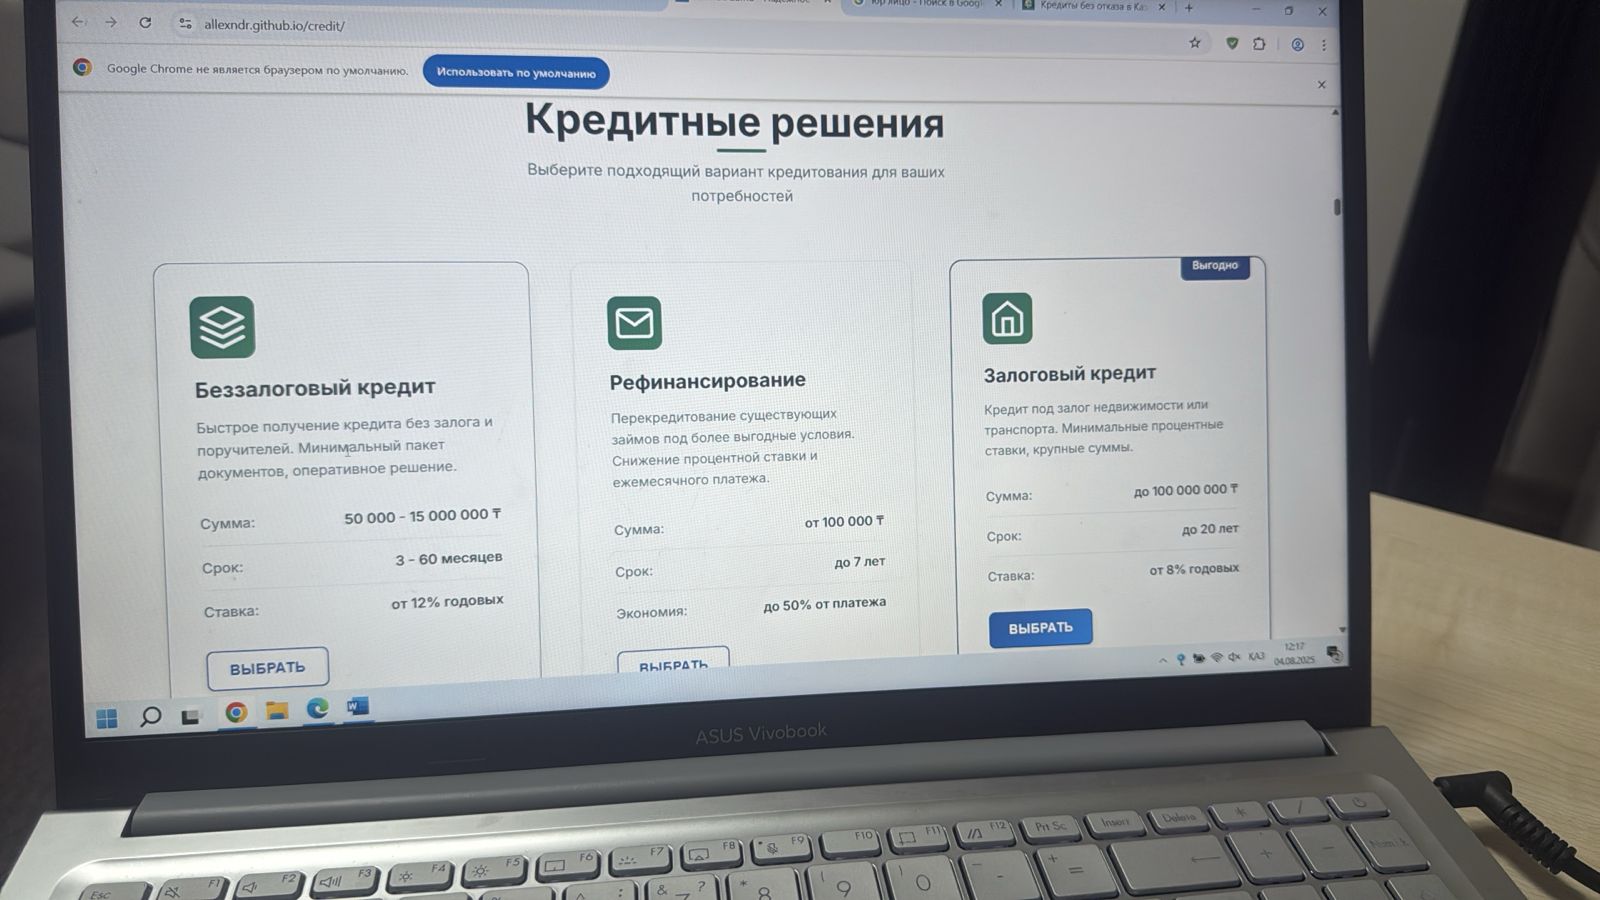 Кредиты без отказа в Ка
allexndr.github.io/credit/
Google Chrome не является браузером по умолчанию.
Использовать по умолчанию
Кредитные решения
Выберите подходящий вариант кредитования для ваших
потребностей
Беззалоговый кредит
Быстрое получение кредита без залога и
поручителей. Минимальный пакет
документов, оперативное решение.
Сумма: 50 000 - 15 000 000 ₸
Срок: 3 - 60 месяцев
Ставка: от 12% годовых
ВЫБРАТЬ
Рефинансирование
Перекредитование существующих
займов под более выгодные условия.
Снижение процентной ставки и
ежемесячного платежа.
Сумма: от 100 000 ₸
Срок: до 7 лет
Экономия: до 50% от платежа
ВЫБРАТЬ
Выгодно
Залоговый кредит
Кредит под залог недвижимости или
транспорта. Минимальные процентные
ставки, крупные суммы.
Сумма: до 100 000 000 ₸
Срок: до 20 лет
Ставка: от 8% годовых
ВЫБРАТЬ
ҚАЗ
12:17
04.08.2025
ASUS Vivobook
Esc F1 F2 F3 F4 F5 F6 F7 F8 F9 F10 F11 F12 Prt Sc Insert Delete * /
& 7 ? * 8 ( 9 ) 0 - + = + -